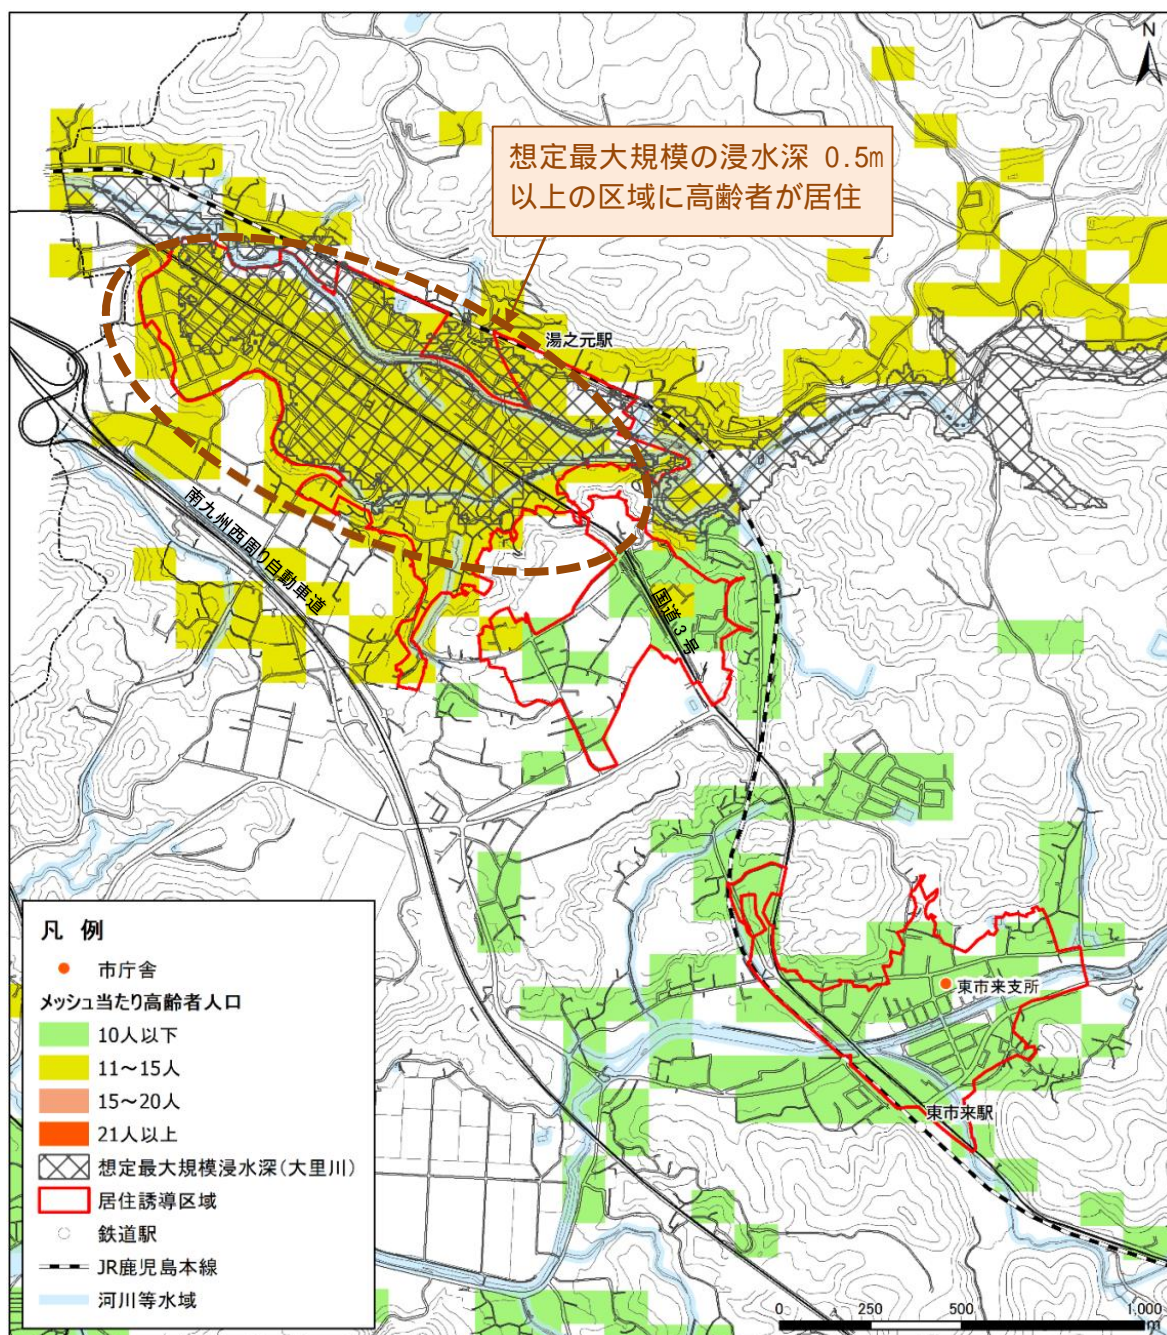 N
想定最大規模の浸水深 0.5m
以上の区域に高齢者が居住
湯之元駅
南九州西周り自動車道
国道3号
東市来支所
東市来駅
凡 例
市庁舎
メッシュ当たり高齢者人口
10人以下
11～15人
15～20人
21人以上
想定最大規模浸水深(大里川)
居住誘導区域
鉄道駅
JR鹿児島本線
河川等水域
0 250 500 1,000
m